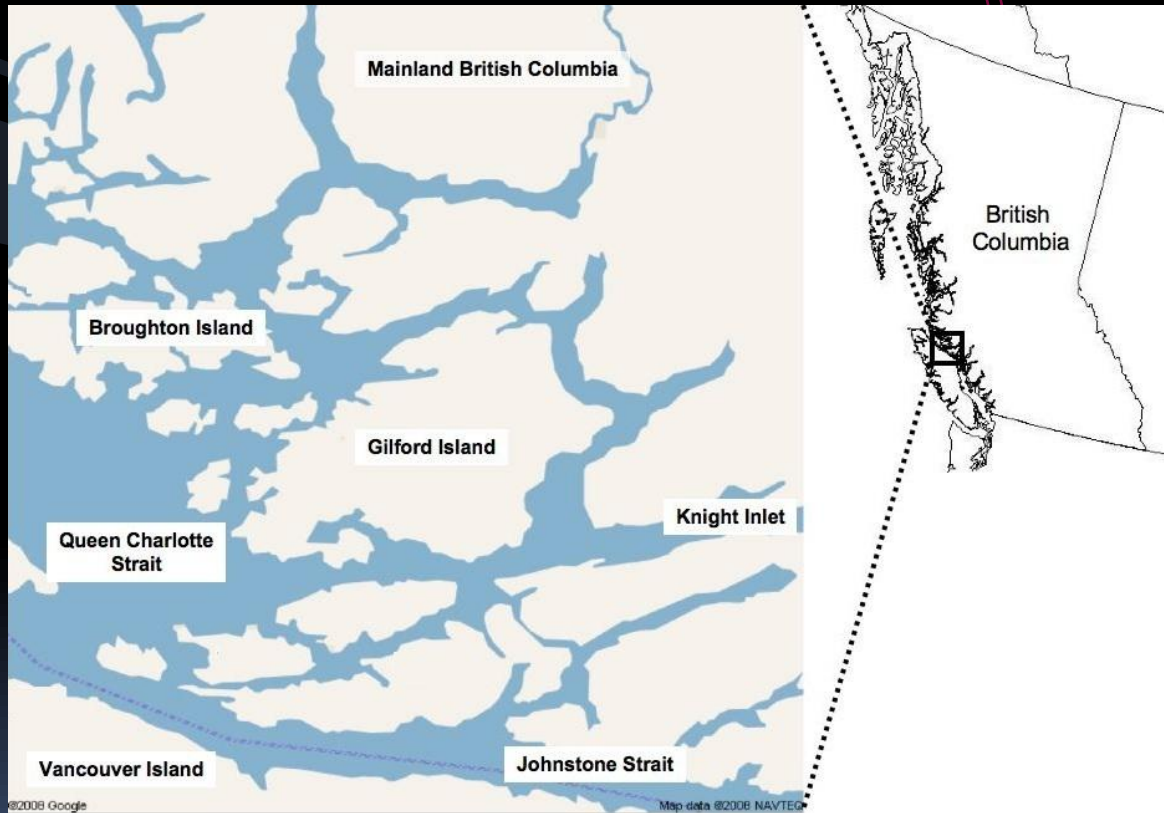 Mainland British Columbia
British
Columbia
Broughton Island
Gilford Island
Knight Inlet
Queen Charlotte
Strait
Vancouver Island
Johnstone Strait
©2008 Google
Map data ©2008 NAVTEQ